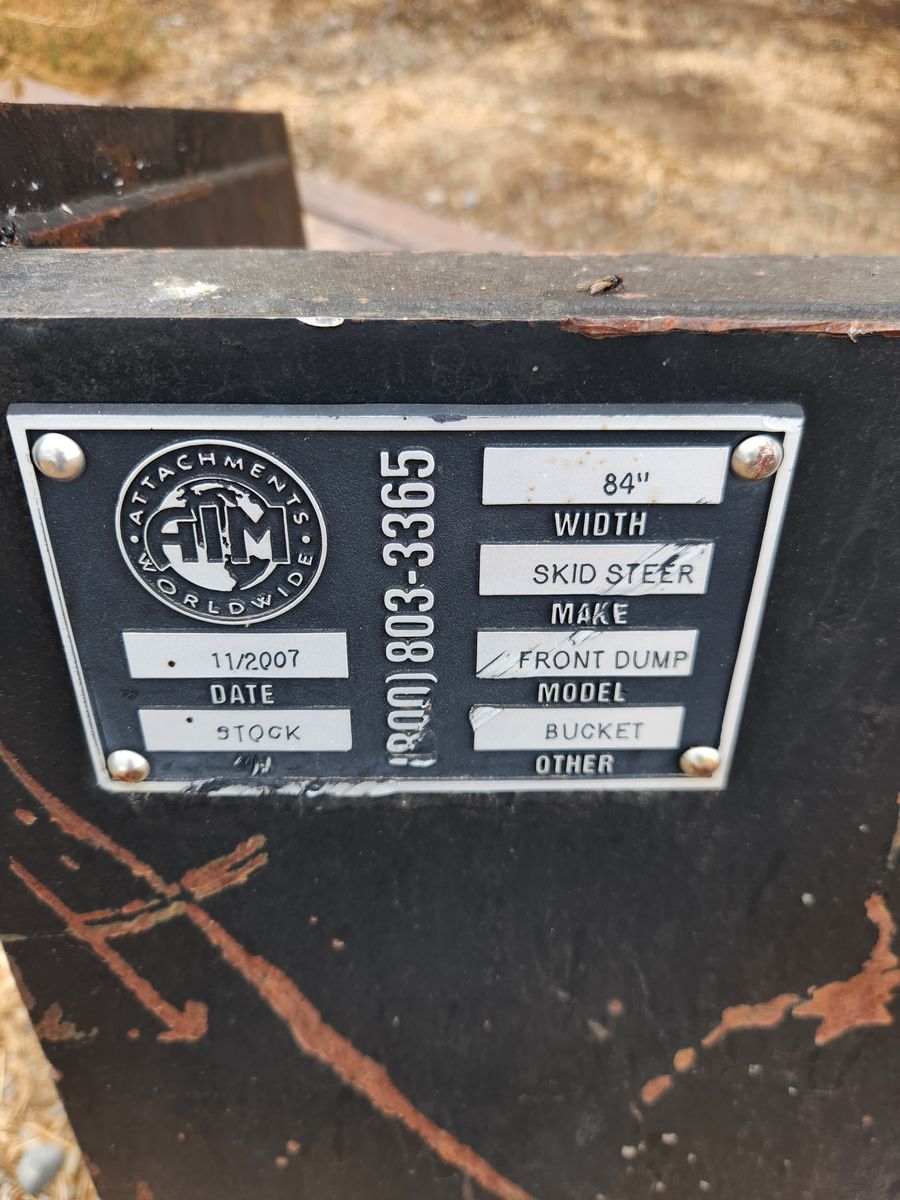 ATTACHMENTS
AIM
WORLDWIDE
11/2007
DATE
STOCK
(800) 803-3365
84"
WIDTH
SKID STEER
MAKE
FRONT DUMP
MODEL
BUCKET
OTHER